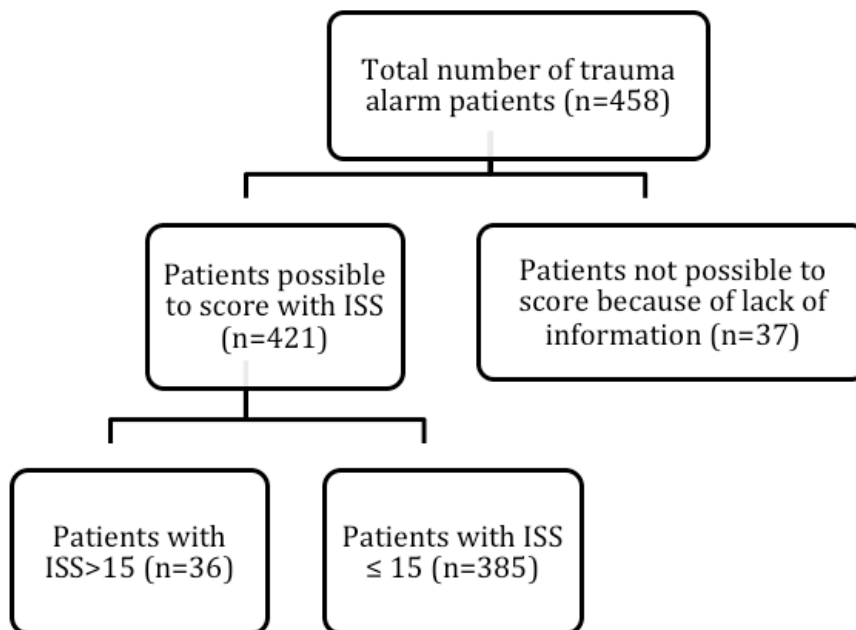 Total number of trauma
alarm patients (n=458)
Patients possible
to score with ISS
(n=421)
Patients not possible to
score because of lack of
information (n=37)
Patients with
ISS>15 (n=36)
Patients with ISS
≤ 15 (n=385)